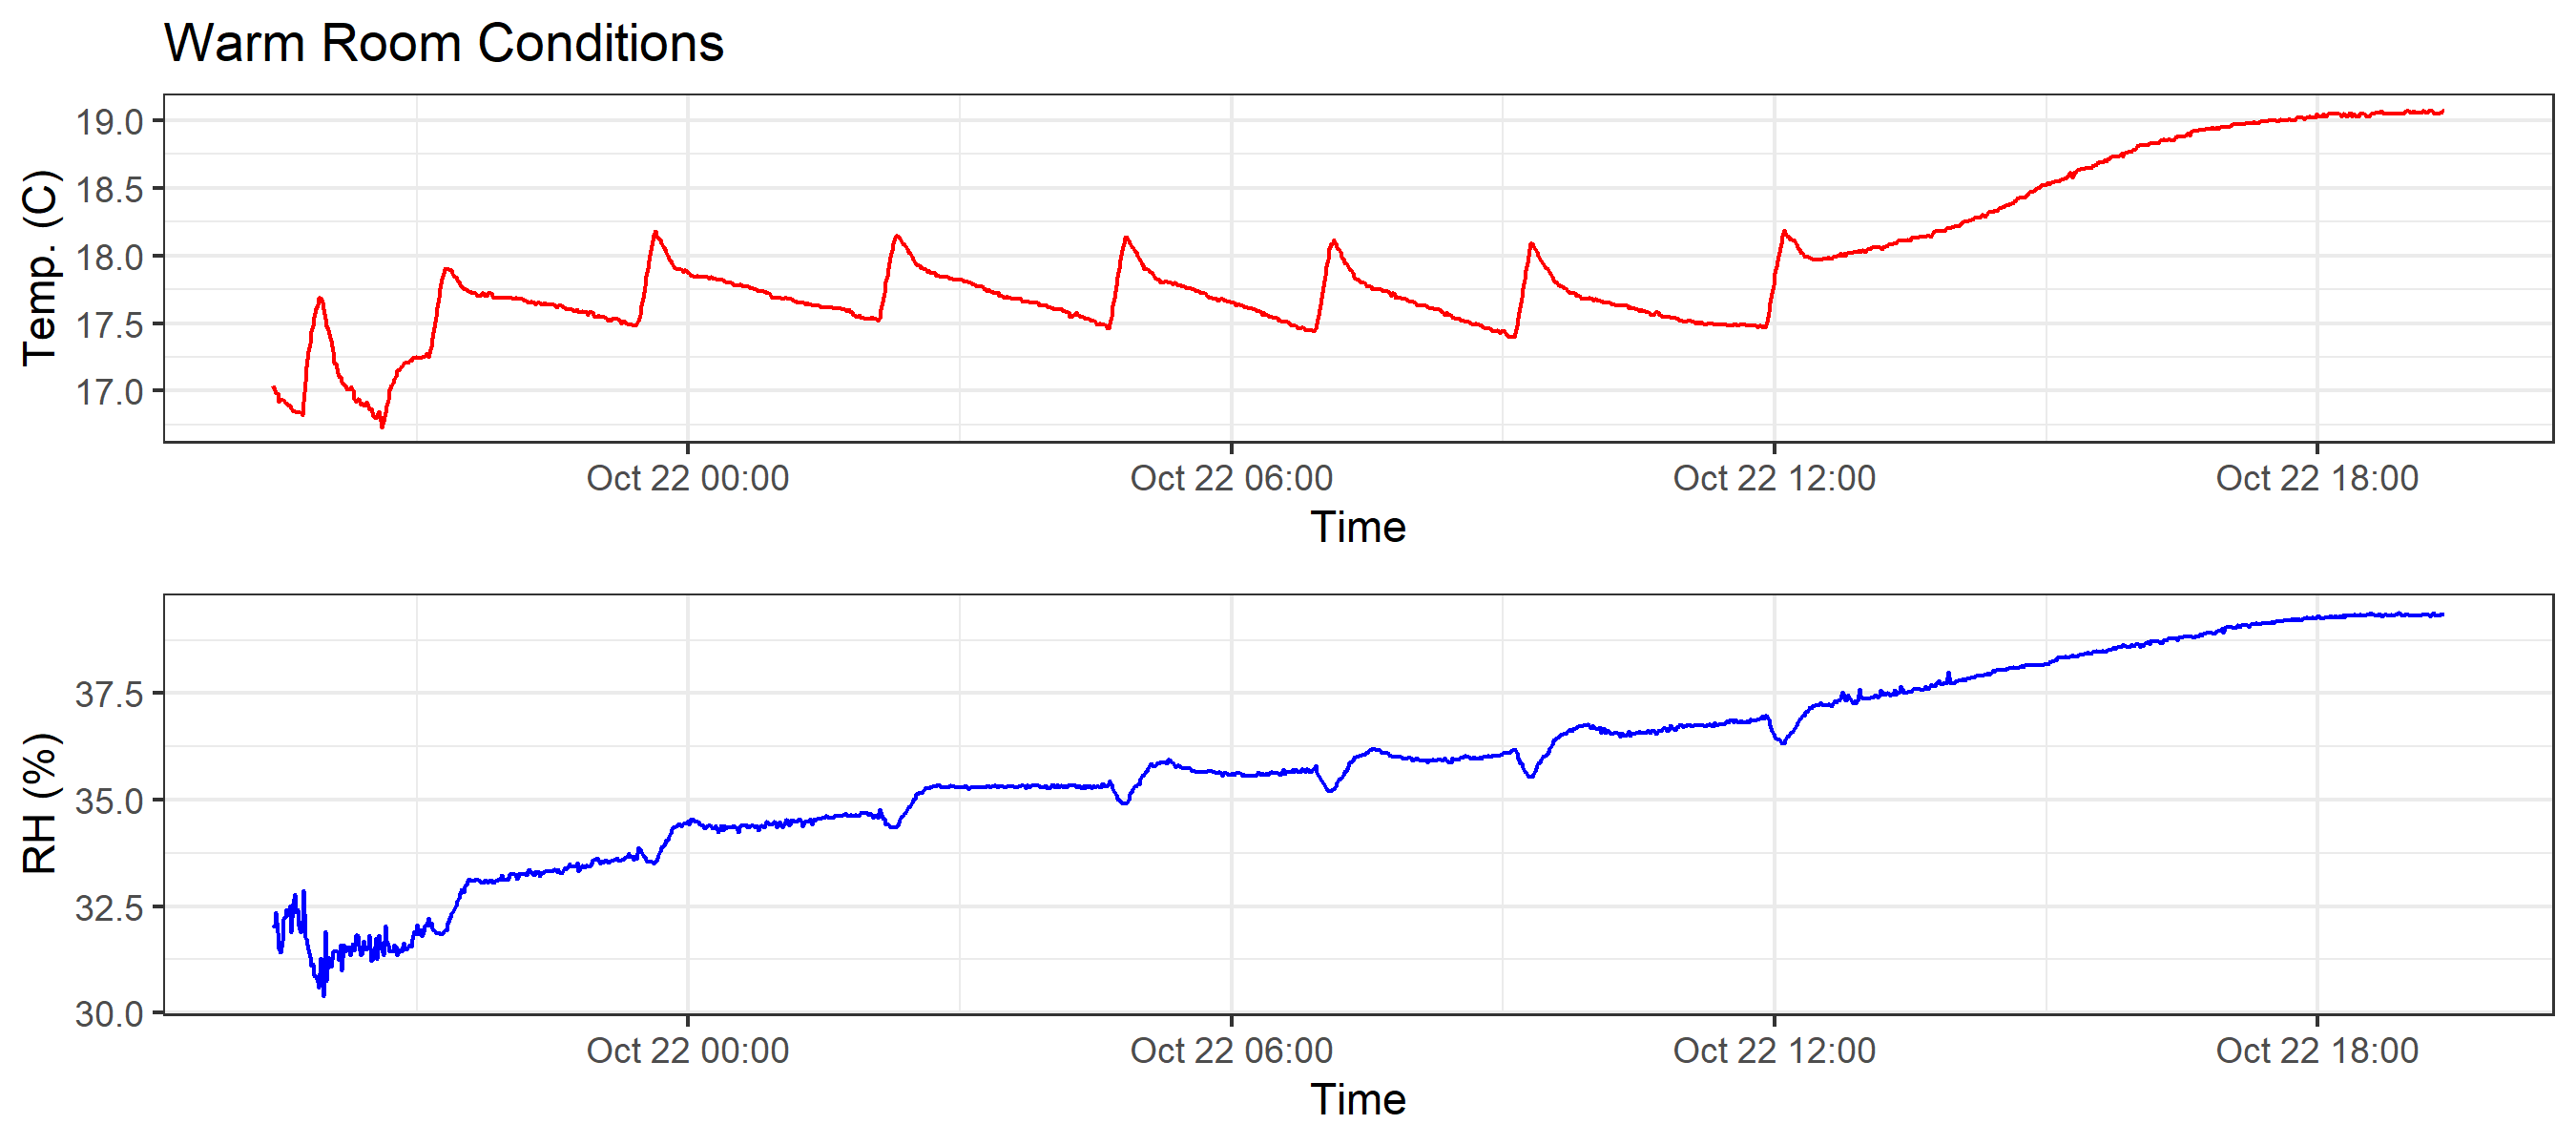 Warm Room Conditions
Temp. (C)
19.0
18.5
18.0
17.5
17.0
Oct 22 00:00 Oct 22 06:00 Oct 22 12:00 Oct 22 18:00
Time
RH (%)
37.5
35.0
32.5
30.0
Oct 22 00:00 Oct 22 06:00 Oct 22 12:00 Oct 22 18:00
Time